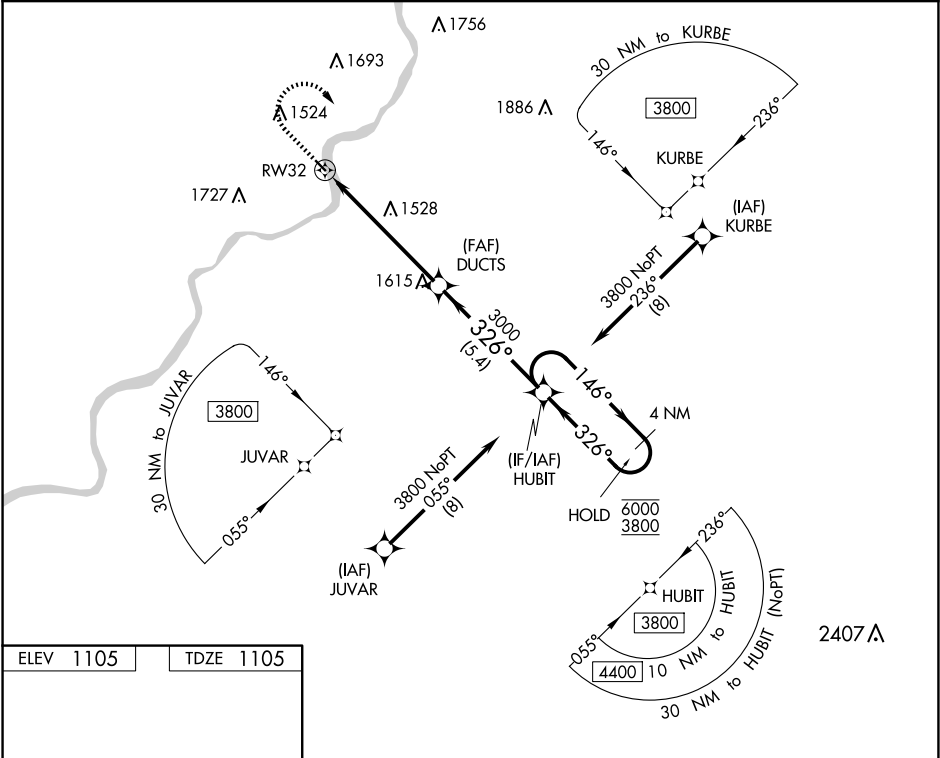 1756
1693
30 NM to KURBE
1524
1886
3800
146°
236°
KURBE
RW32
1727
1528
(IAF)
KURBE
(FAF)
DUCTS
1615
3800 NoPT
236°
(8)
3000
326°
(5.4)
146°
4 NM
326°
(IF/IAF)
HUBIT
HOLD
6000
3800
30 NM to JUVAR
146°
3800
JUVAR
055°
3800 NoPT
055°
(8)
(IAF)
JUVAR
236°
HUBIT
3800
055°
4400
10 NM to HUBIT
30 NM to HUBIT (NoPT)
2407
ELEV 1105
TDZE 1105